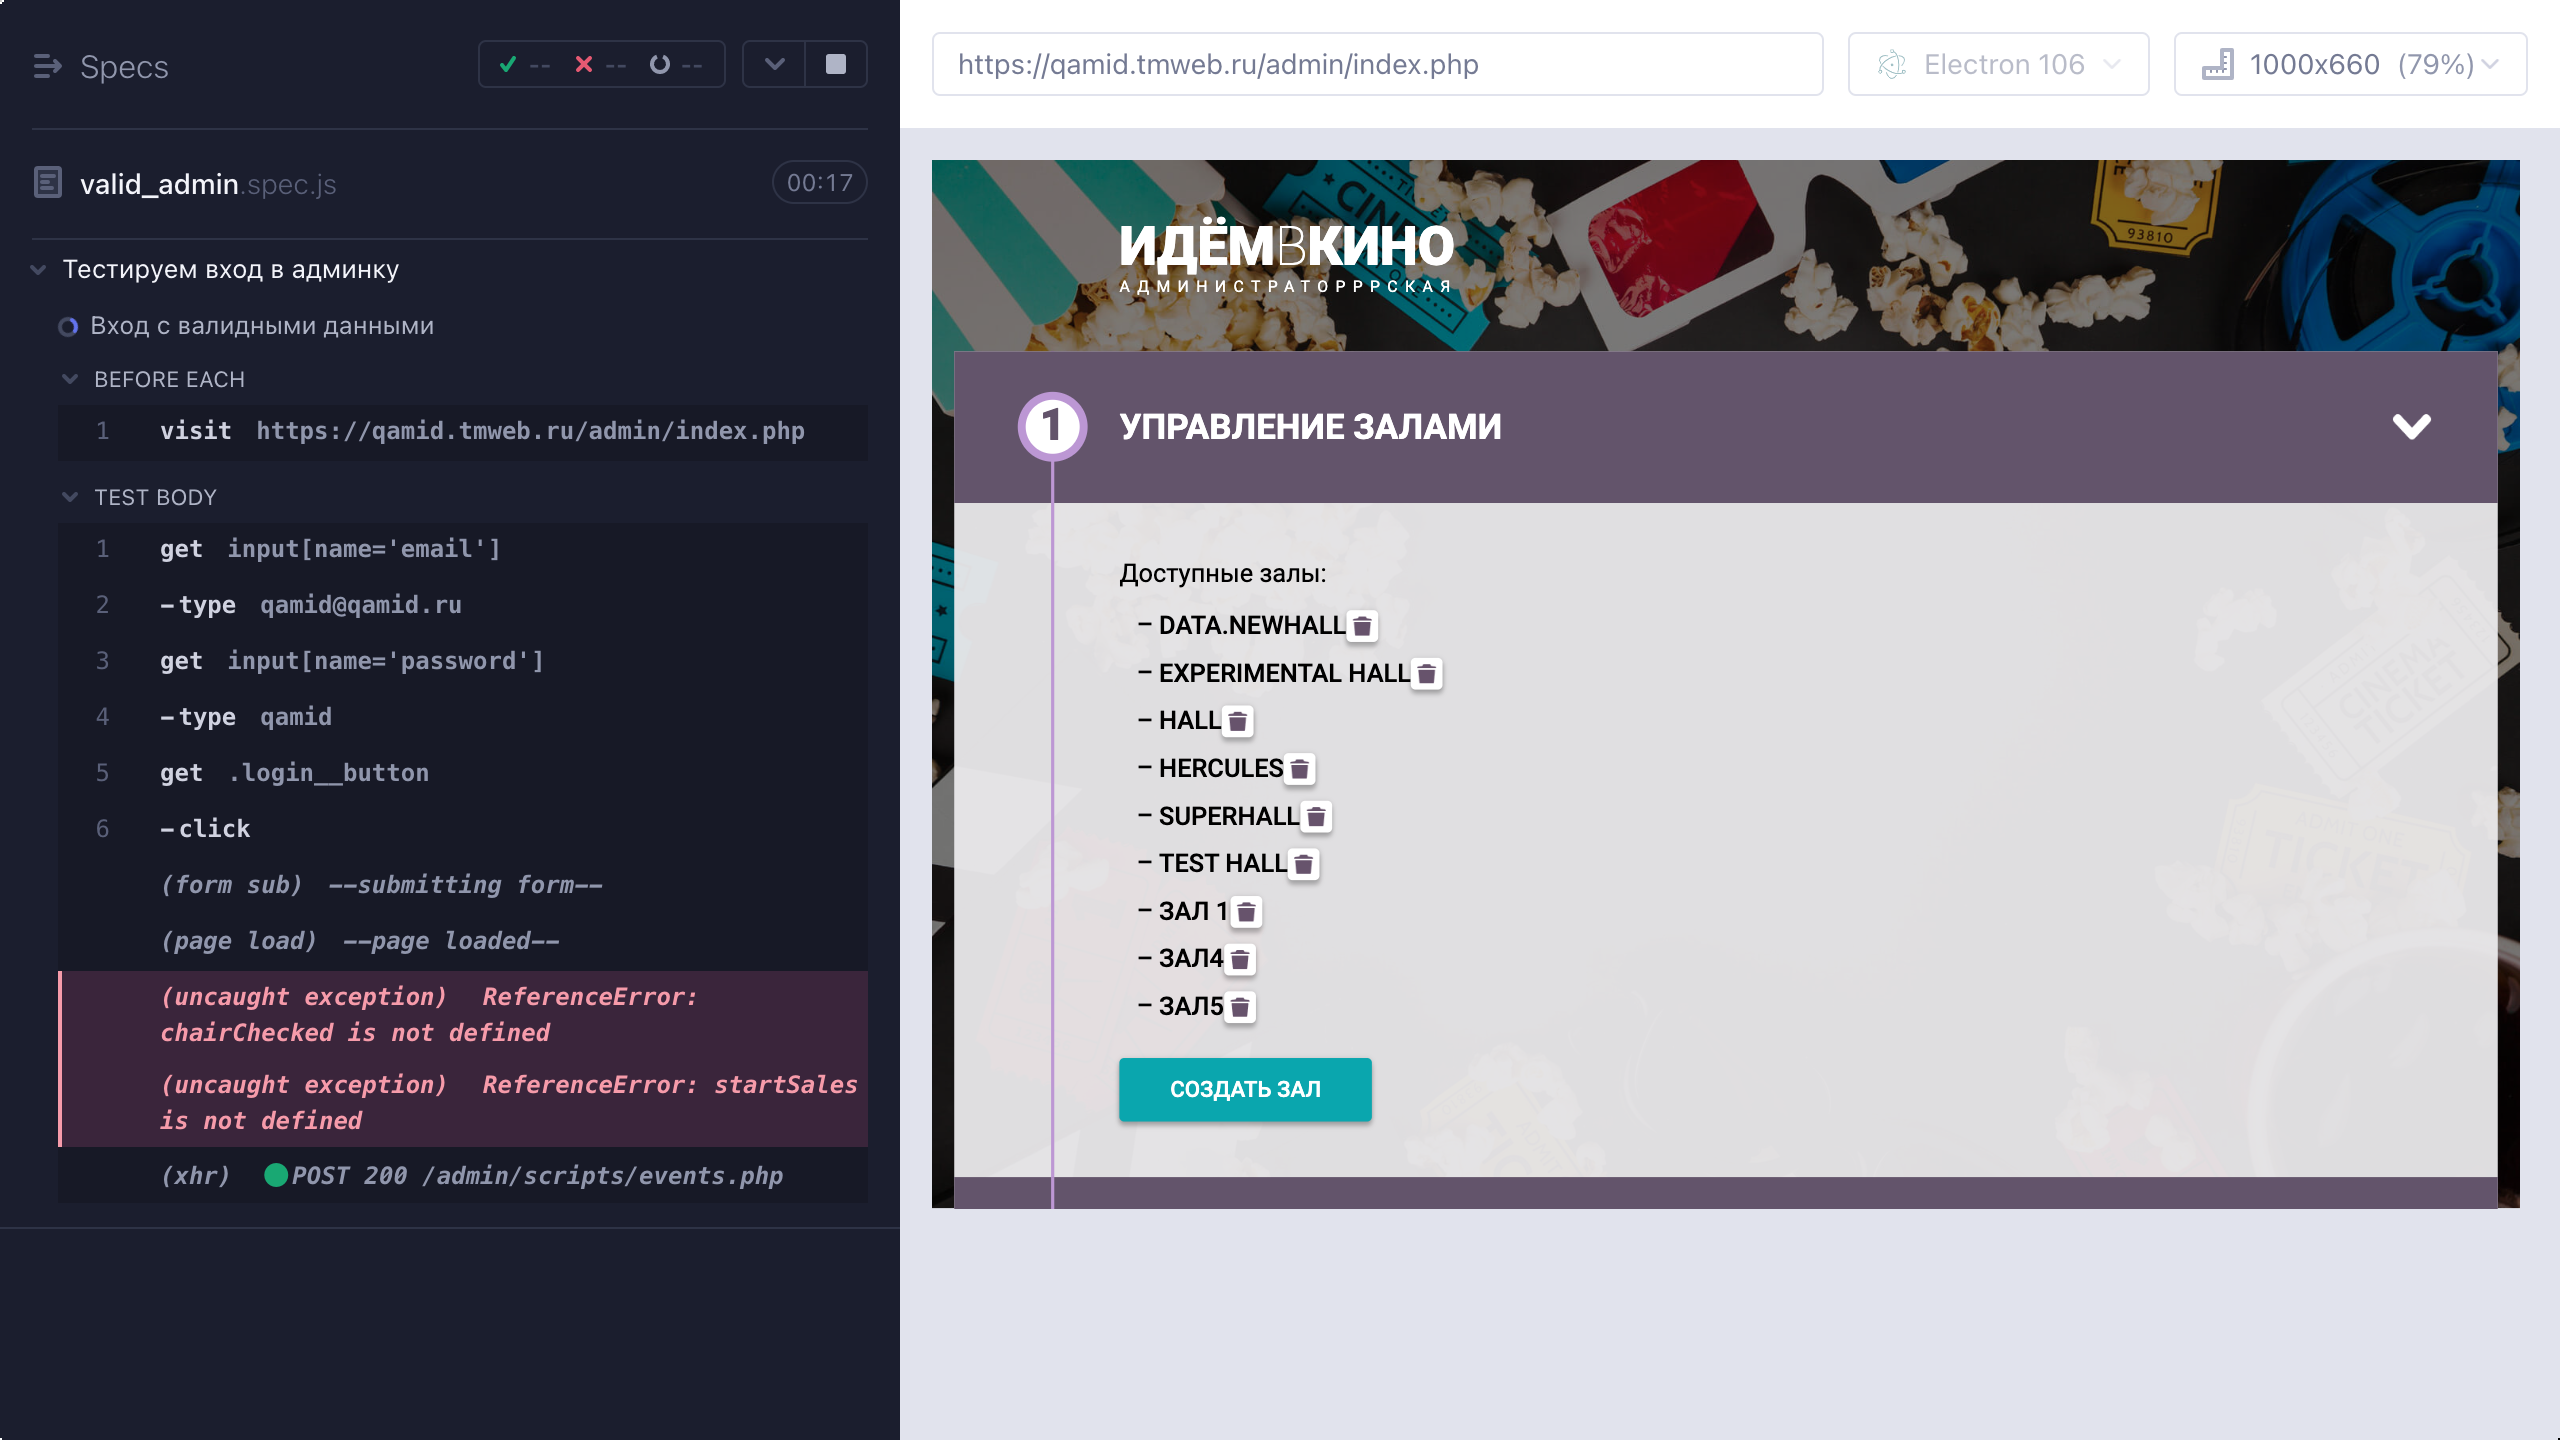 Specs
-- -- --
valid_admin.spec.js
00:17
Тестируем вход в админку
Вход с валидными данными
BEFORE EACH
1 visit https://qamid.tmweb.ru/admin/index.php
TEST BODY
1 get input[name='email']
2 -type qamid@qamid.ru
3 get input[name='password']
4 -type qamid
5 get .login__button
6 -click
(form sub) --submitting form--
(page load) --page loaded--
(uncaught exception) ReferenceError:
chairChecked is not defined
(uncaught exception) ReferenceError: startSales
is not defined
(xhr) POST 200 /admin/scripts/events.php
https://qamid.tmweb.ru/admin/index.php
Electron 106
1000x660 (79%)
ИДЁМВКИНО
АДМИНИСТРАТОРРРСКАЯ
93810
1 УПРАВЛЕНИЕ ЗАЛАМИ
Доступные залы:
– DATA.NEWHALL
– EXPERIMENTAL HALL
– HALL
– HERCULES
– SUPERHALL
– TEST HALL
– ЗАЛ 1
– ЗАЛ4
– ЗАЛ5
СОЗДАТЬ ЗАЛ
CINEMA
TICKET
TICKET